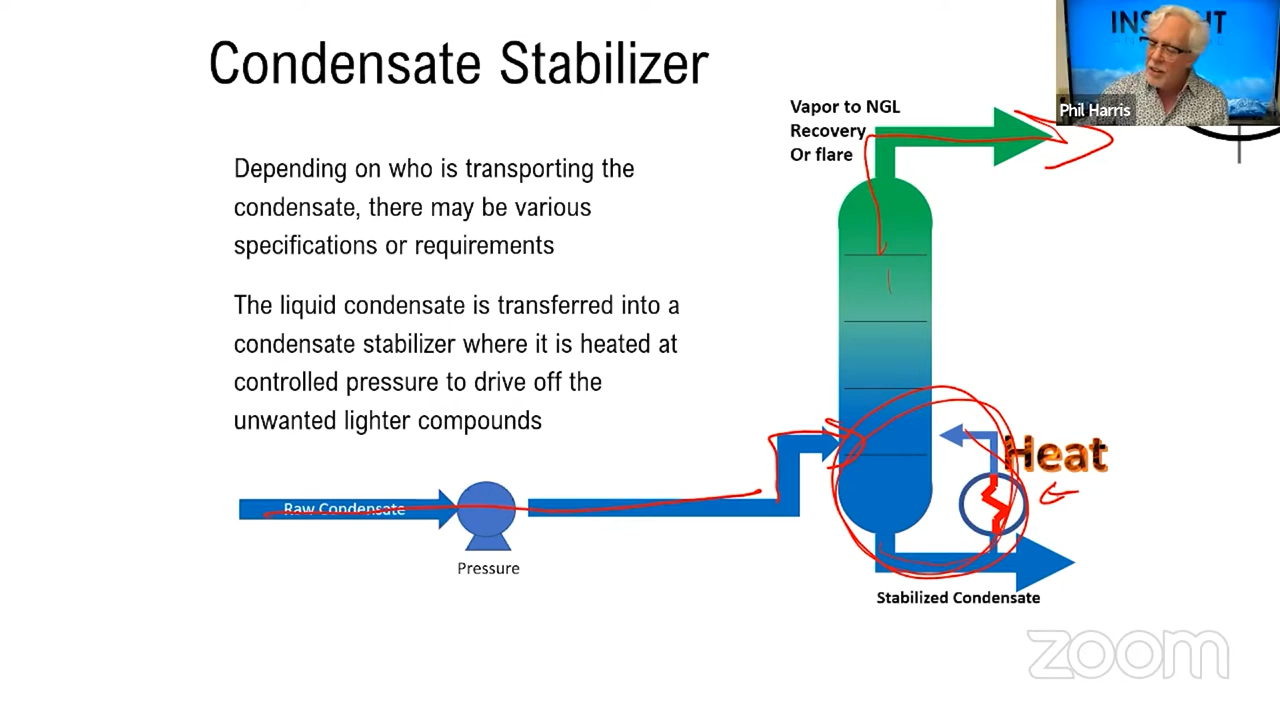 Condensate Stabilizer
Depending on who is transporting the
condensate, there may be various
specifications or requirements
The liquid condensate is transferred into a
condensate stabilizer where it is heated at
controlled pressure to drive off the
unwanted lighter compounds
Vapor to NGL
Recovery
Or flare
Phil Harris
Heat
Raw Condensate
Pressure
Stabilized Condensate
zoom